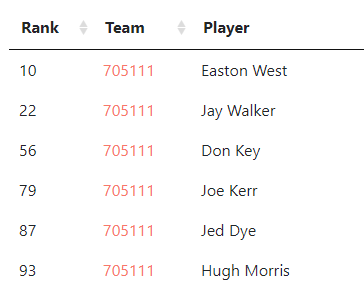 Rank Team Player
10 705111 Easton West
22 705111 Jay Walker
56 705111 Don Key
79 705111 Joe Kerr
87 705111 Jed Dye
93 705111 Hugh Morris